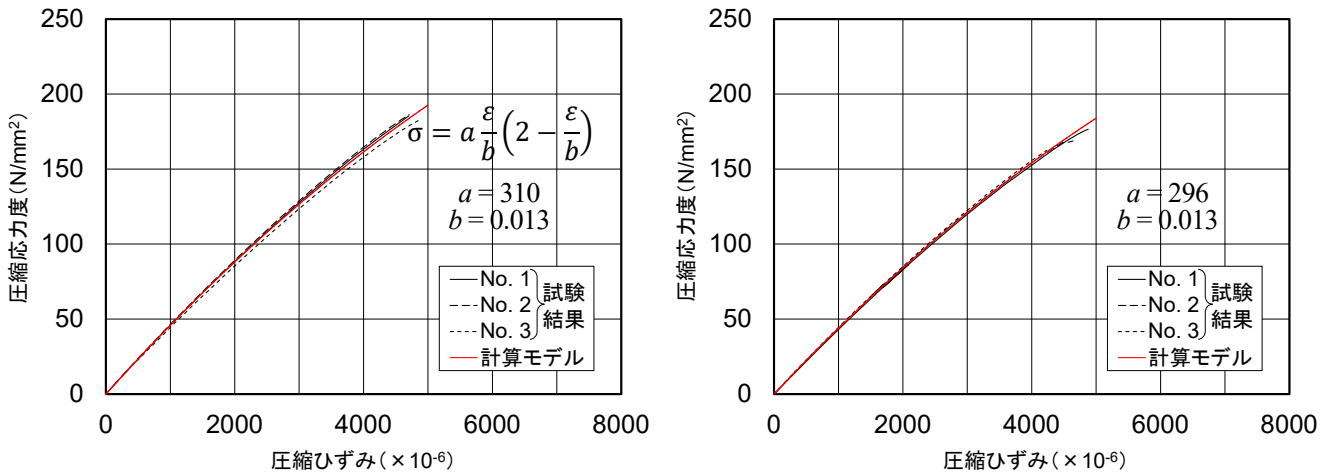 250
200
150
100
50
0
圧縮応力度(N/mm²)
σ = a ε/b (2 − ε/b)
a = 310
b = 0.013
No. 1
No. 2
No. 3
試験
結果
計算モデル
0 2000 4000 6000 8000
圧縮ひずみ(×10⁻⁶)
250
200
150
100
50
0
圧縮応力度(N/mm²)
a = 296
b = 0.013
No. 1
No. 2
No. 3
試験
結果
計算モデル
0 2000 4000 6000 8000
圧縮ひずみ(×10⁻⁶)